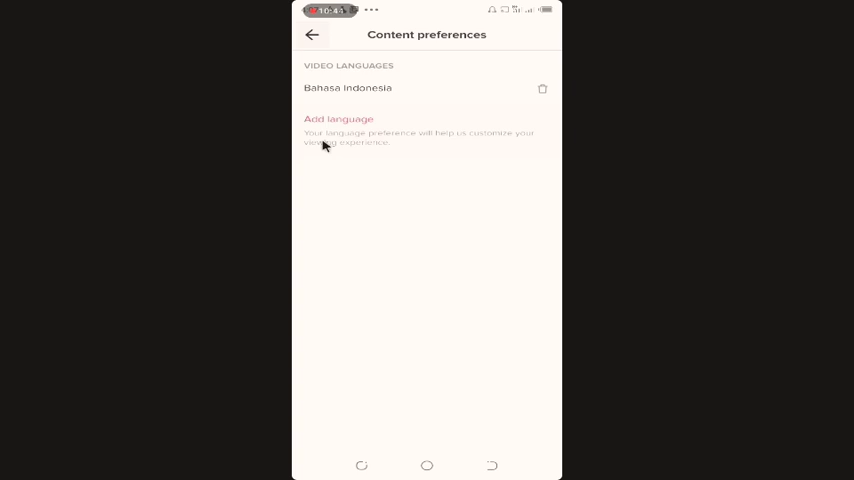 10:44
Content preferences
VIDEO LANGUAGES
Bahasa Indonesia
Add language
Your language preference will help us customize your
viewing experience.